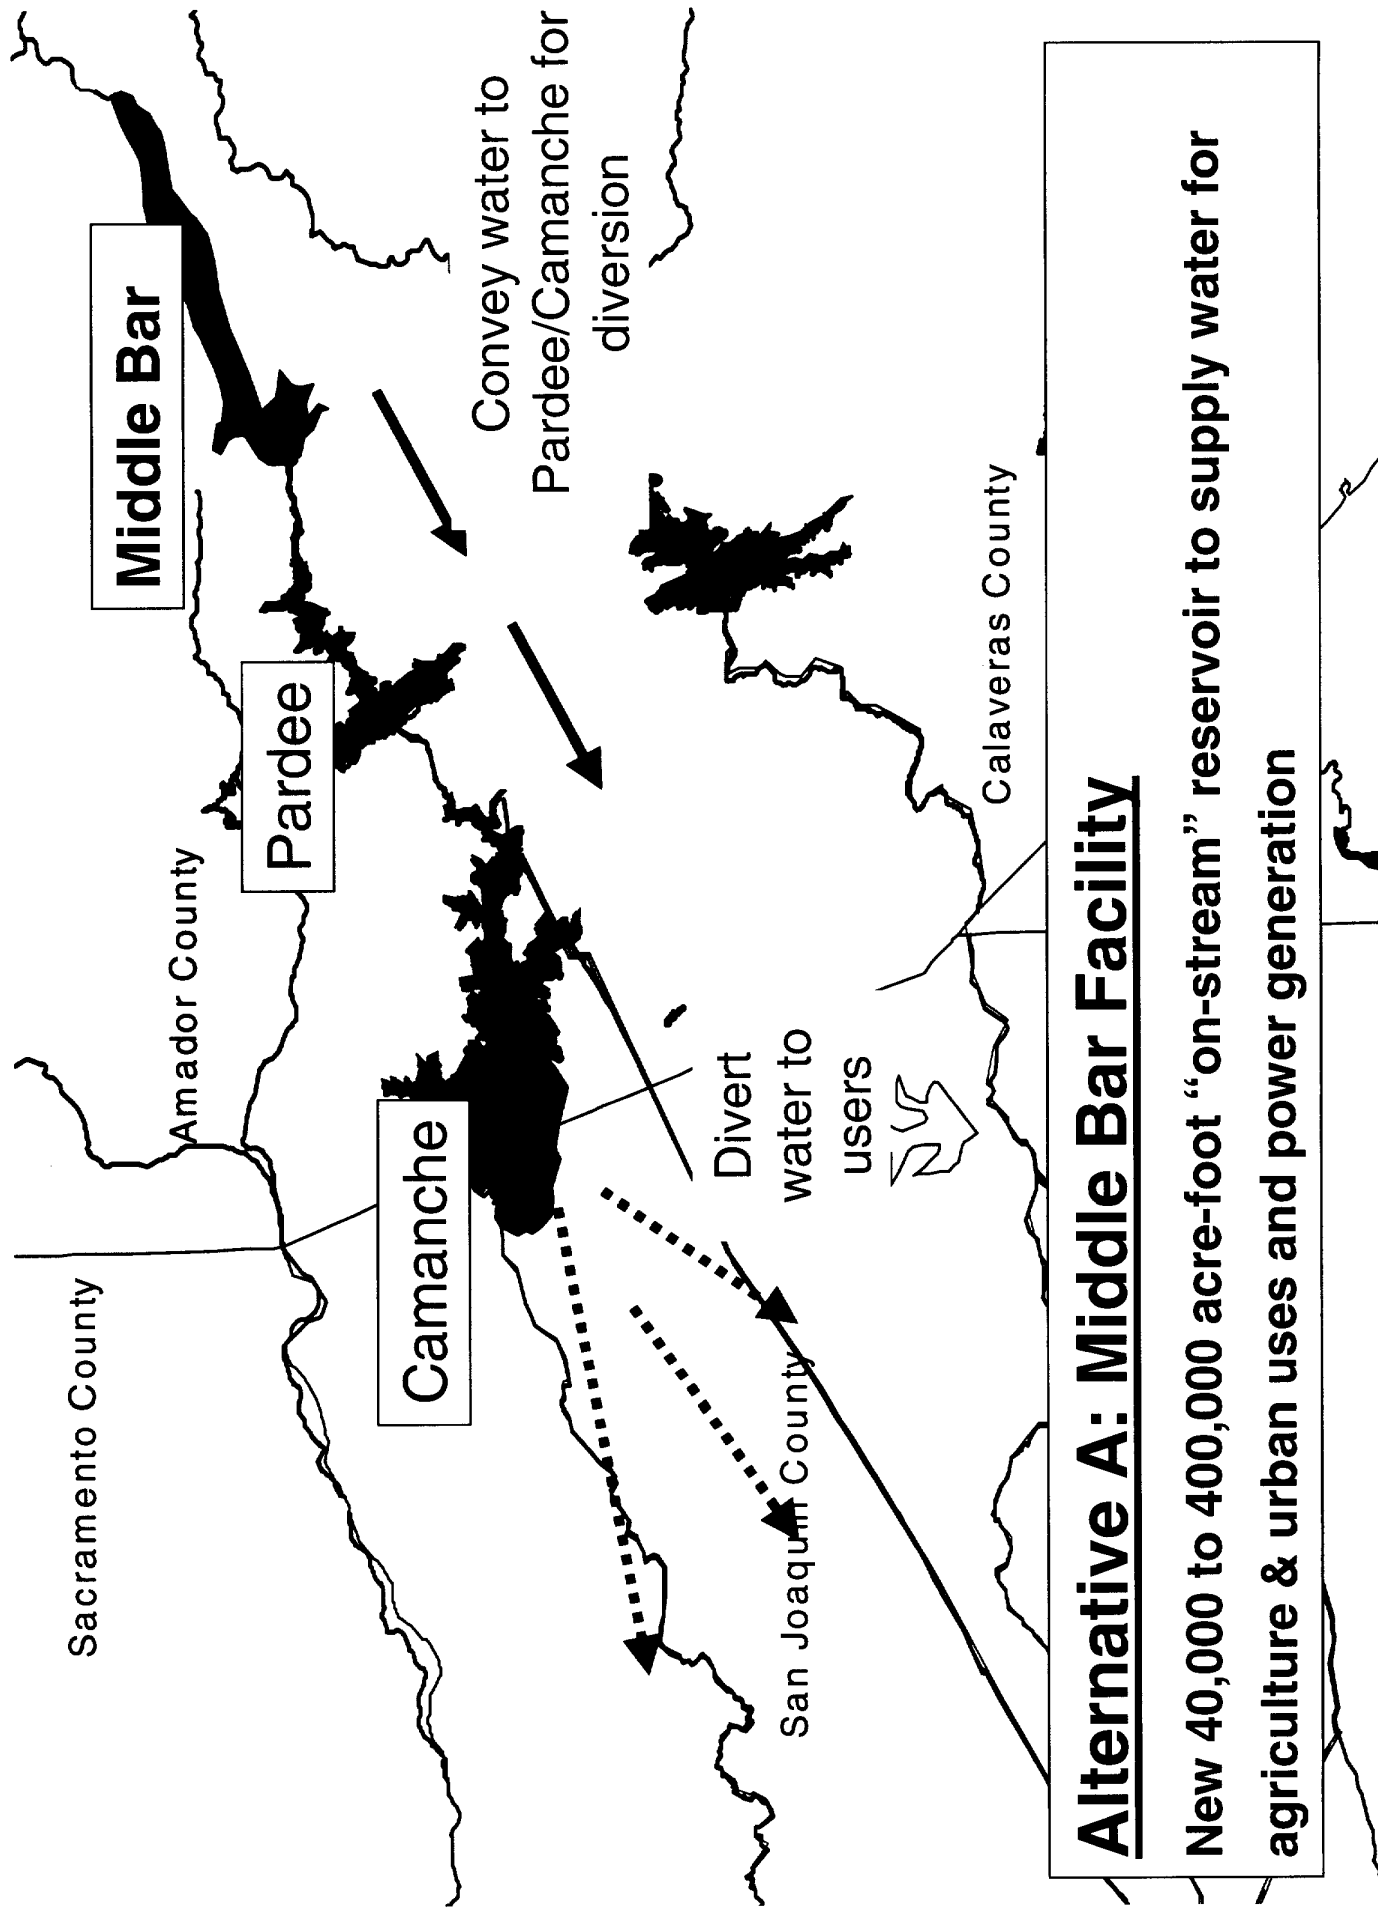 Sacramento County
Amador County
Middle Bar
Pardee
Camanche
Convey water to
Pardee/Camanche for
diversion
Divert
water to
users
N
San Joaquin County
Calaveras County
Alternative A: Middle Bar Facility
New 40,000 to 400,000 acre-foot “on-stream” reservoir to supply water for
agriculture & urban uses and power generation